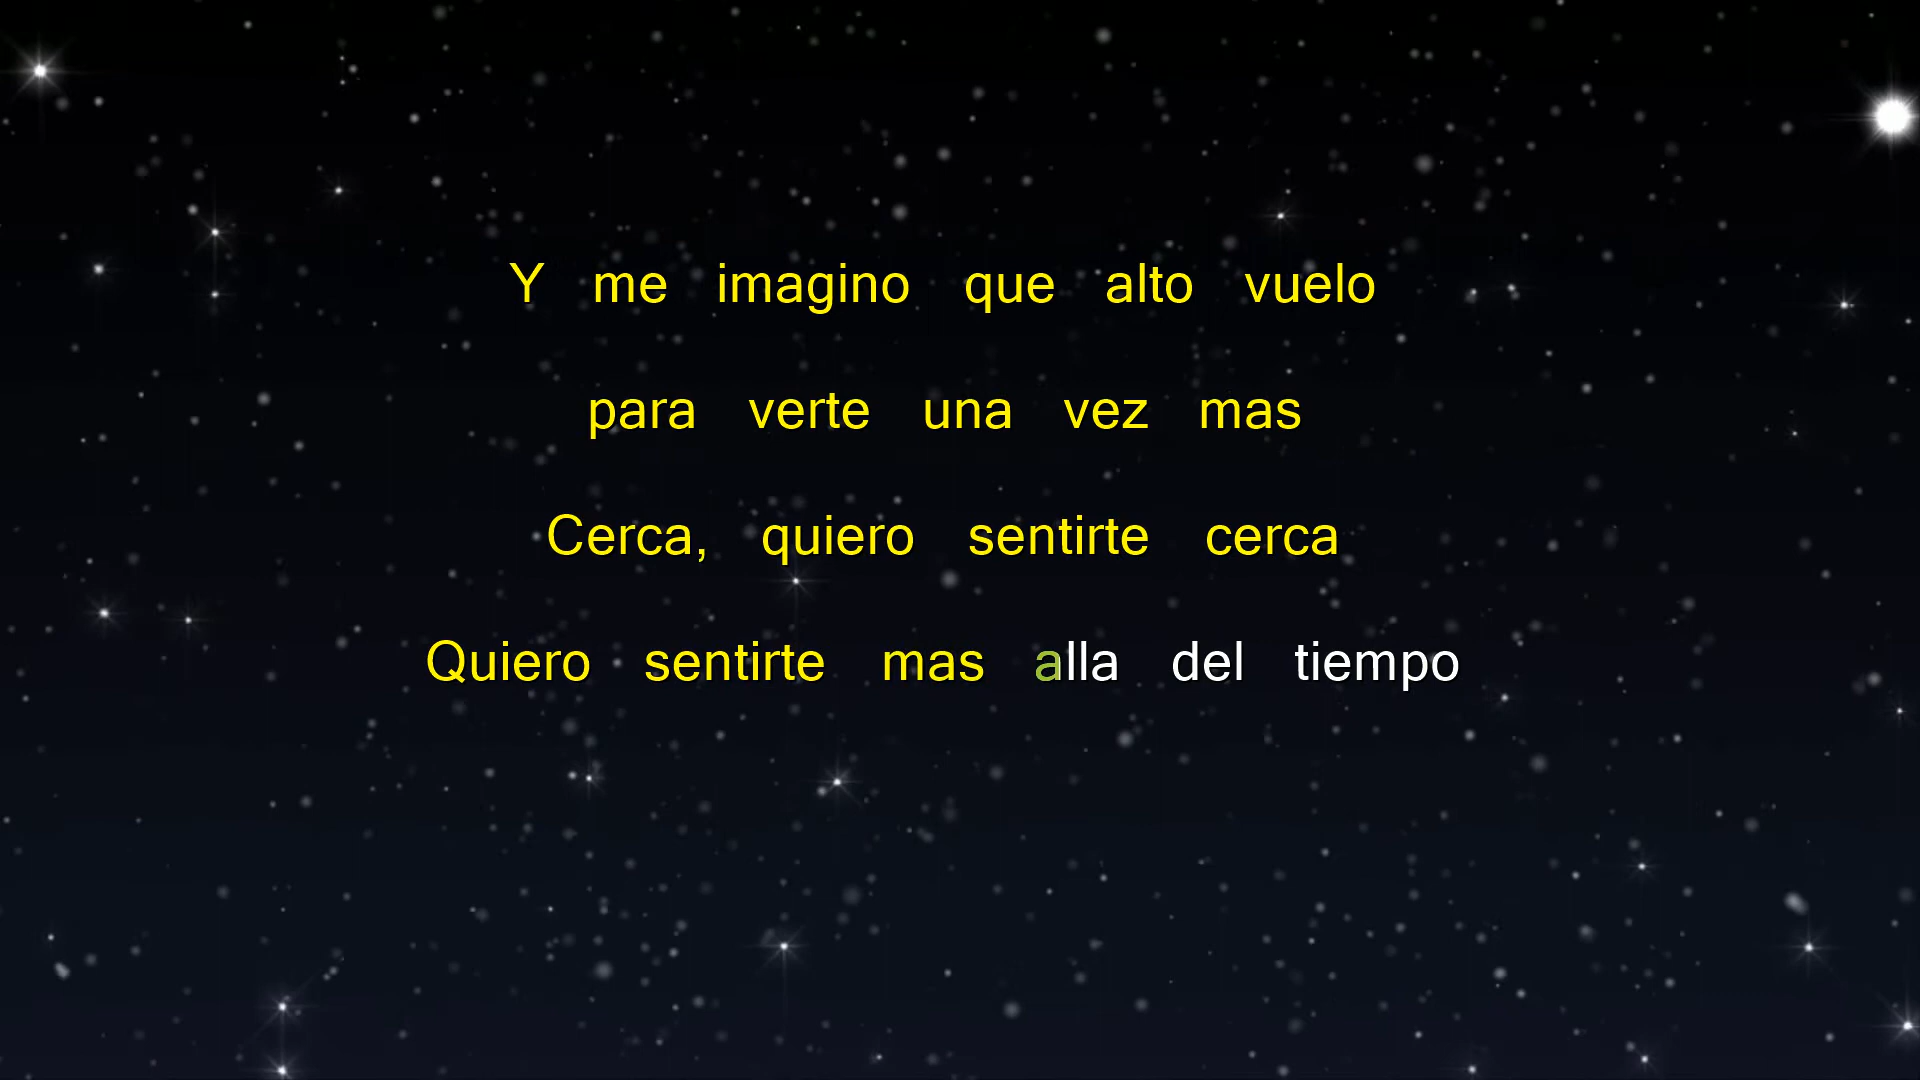 Y me imagino que alto vuelo
para verte una vez mas
Cerca, quiero sentirte cerca
Quiero sentirte mas alla del tiempo